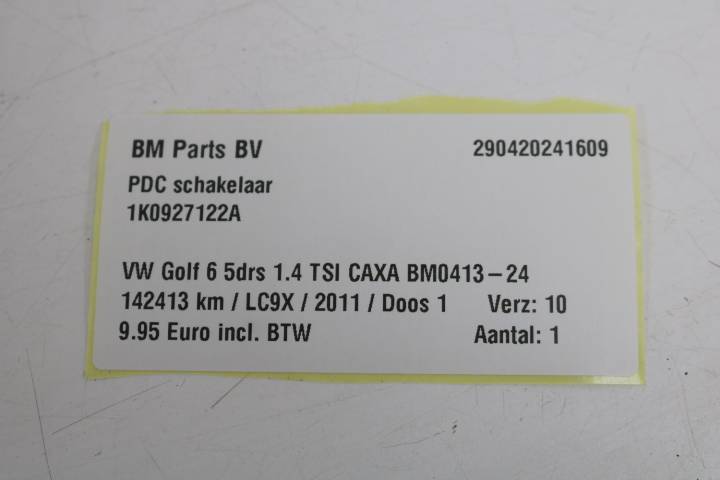 BM Parts BV 290420241609
PDC schakelaar
1K0927122A
VW Golf 6 5drs 1.4 TSI CAXA BM0413-24
142413 km / LC9X / 2011 / Doos 1 Verz: 10
9.95 Euro incl. BTW Aantal: 1